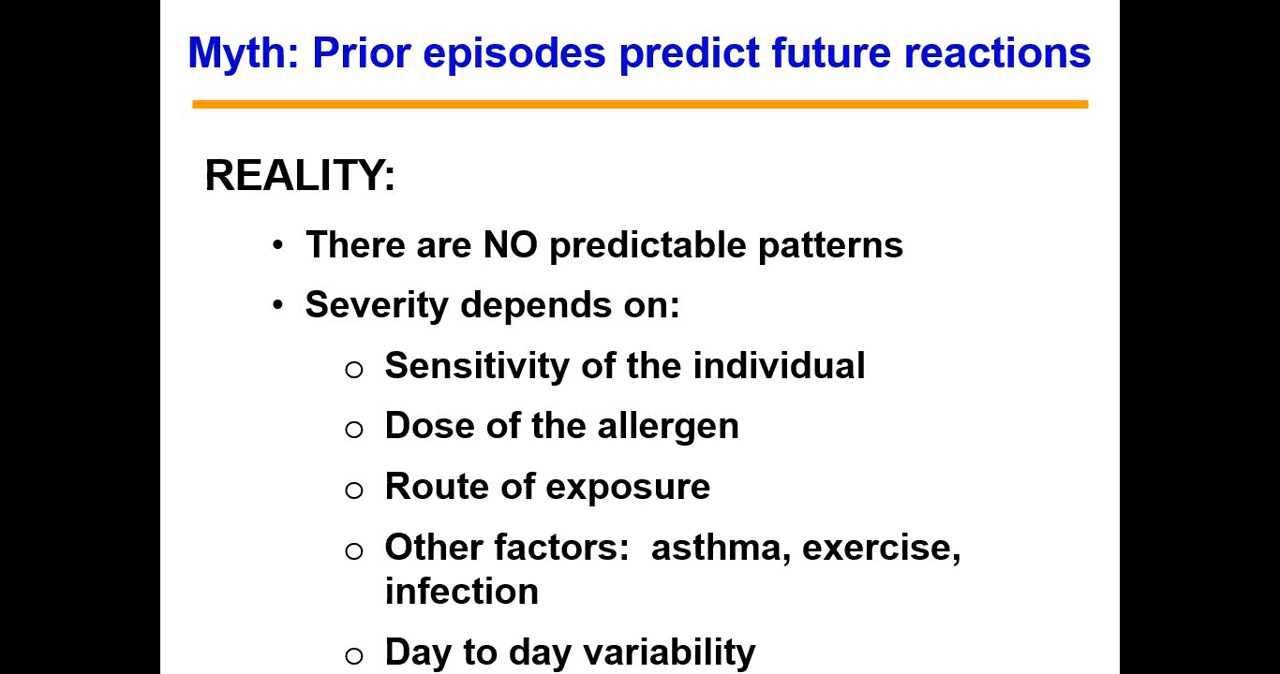 Myth: Prior episodes predict future reactions
REALITY:
• There are NO predictable patterns
• Severity depends on:
o Sensitivity of the individual
o Dose of the allergen
o Route of exposure
o Other factors:  asthma, exercise,
infection
o Day to day variability